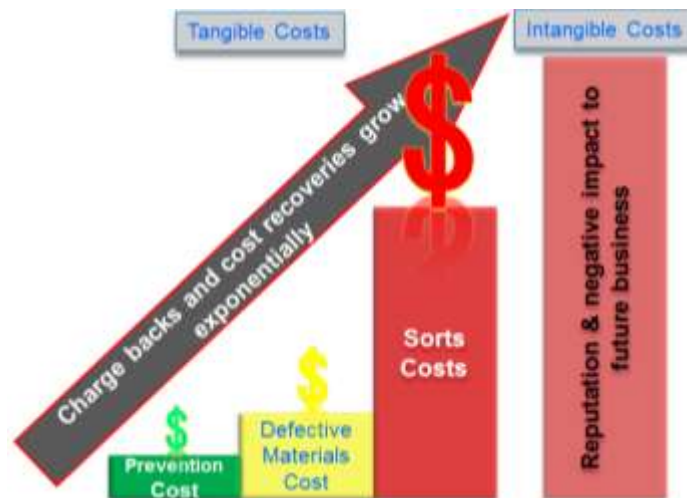 Tangible Costs
Intangible Costs
Charge backs and cost recoveries grow
exponentially
$
$
$
Prevention
Cost
Defective
Materials
Cost
Sorts
Costs
Reputation & negative impact to
future business